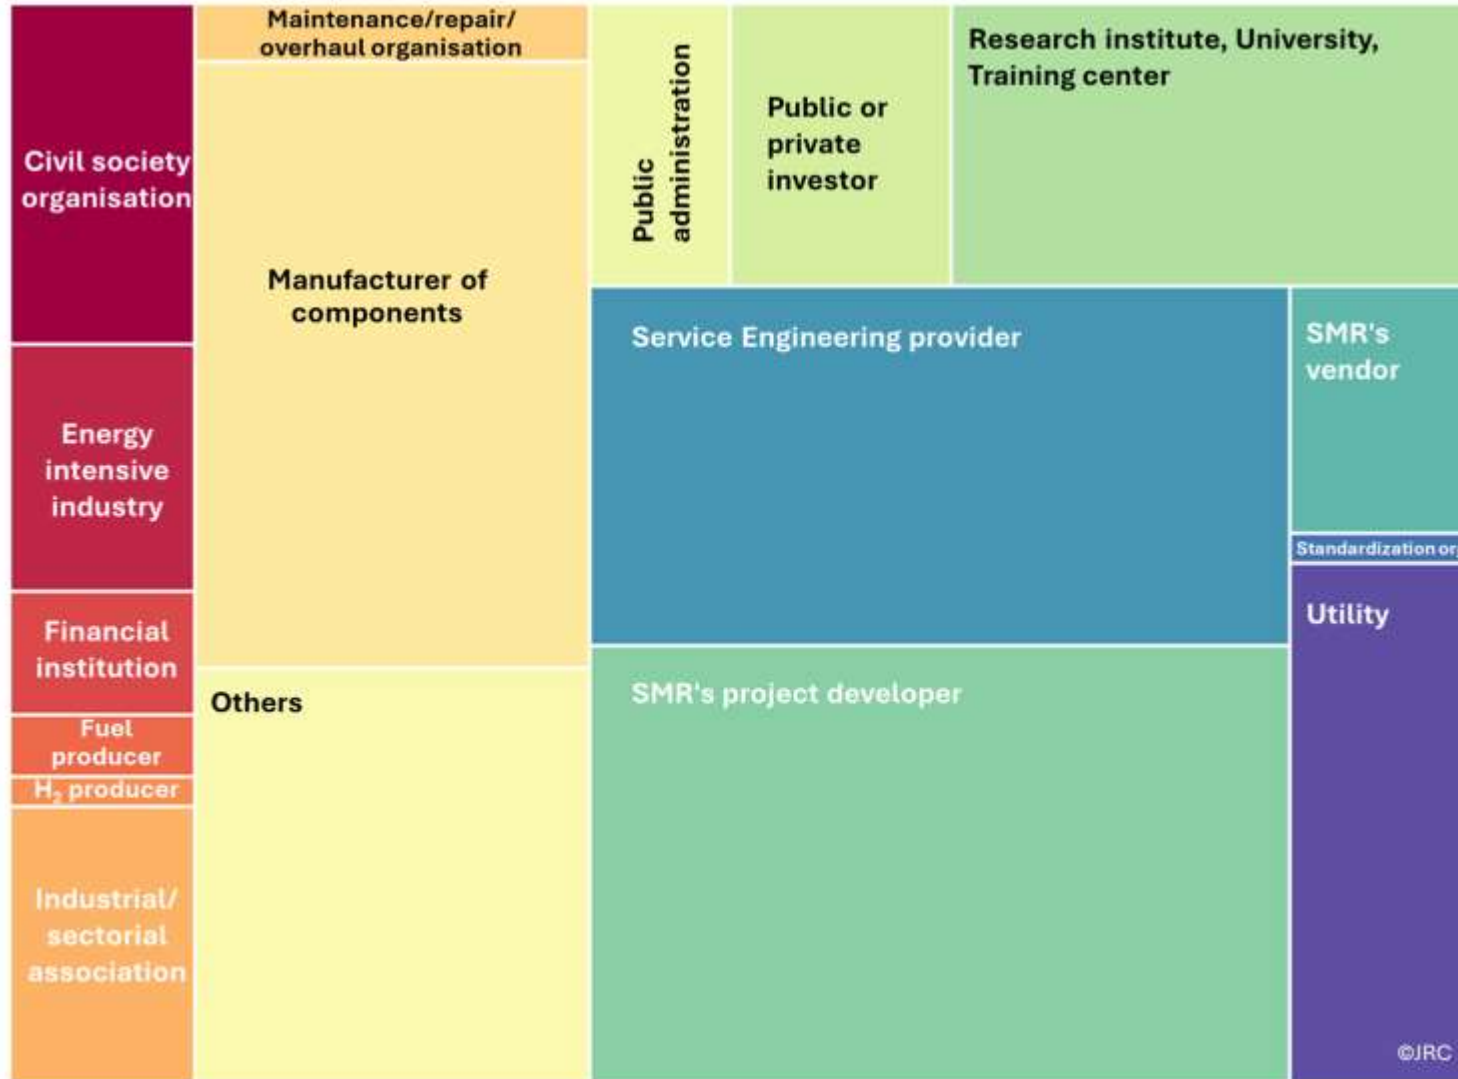 Civil society
organisation
Energy
intensive
industry
Financial
institution
Fuel
producer
H₂ producer
Industrial/
sectorial
association
Maintenance/repair/
overhaul organisation
Manufacturer of
components
Others
Public
administration
Public or
private
investor
Research institute, University,
Training center
Service Engineering provider
SMR's project developer
SMR's
vendor
Standardization org
Utility
©JRC